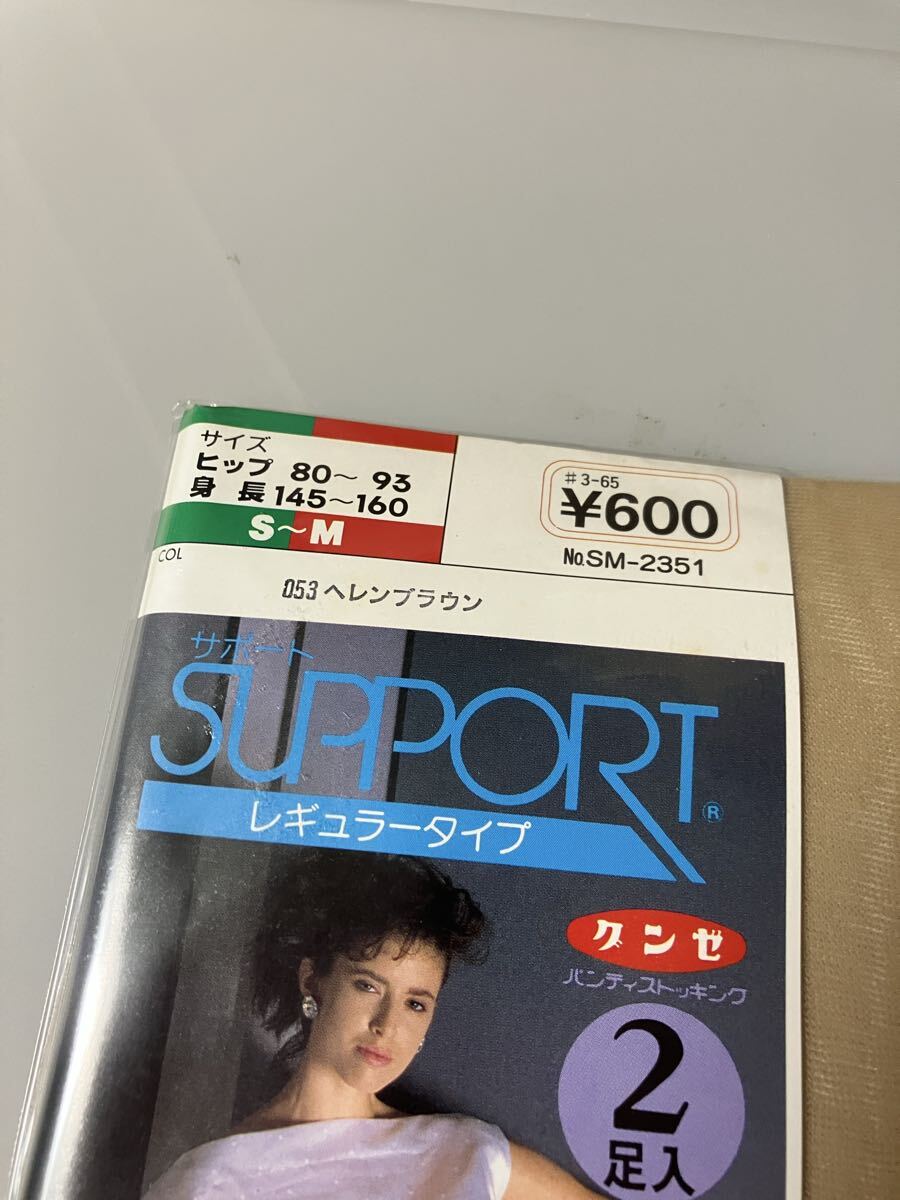 サイズ
ヒップ 80〜 93
身 長 145〜160
S〜M
#3-65
¥600
No.SM-2351
COL
053 ヘレンブラウン
サポート
SUPPORT®
レギュラータイプ
グンゼ
パンティストッキング
2
足入